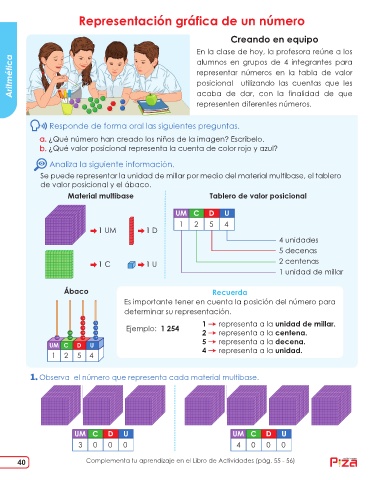 Representación gráfica de un número
Creando en equipo
En la clase de hoy, la profesora reúne a los
alumnos en grupos de 4 integrantes para
representar números en la tabla de valor
posicional utilizando las cuentas que les
acaba de dar, con la finalidad de que
representen diferentes números.
Aritmética
Responde de forma oral las siguientes preguntas.
a. ¿Qué número han creado los niños de la imagen? Escríbelo.
b. ¿Qué valor posicional representa la cuenta de color rojo y azul?
Analiza la siguiente información.
Se puede representar la unidad de millar por medio del material multibase, el tablero
de valor posicional y el ábaco.
Material multibase
Tablero de valor posicional
1 UM
1 D
1 C
1 U
UM C D U
1 2 5 4
4 unidades
5 decenas
2 centenas
1 unidad de millar
Ábaco
UM C D U
1 2 5 4
Recuerda
Es importante tener en cuenta la posición del número para
determinar su representación.
Ejemplo: 1 254
1 → representa a la unidad de millar.
2 → representa a la centena.
5 → representa a la decena.
4 → representa a la unidad.
1. Observa el número que representa cada material multibase.
UM C D U
3 0 0 0
UM C D U
4 0 0 0
40
Complementa tu aprendizaje en el Libro de Actividades (pág. 55 - 56)